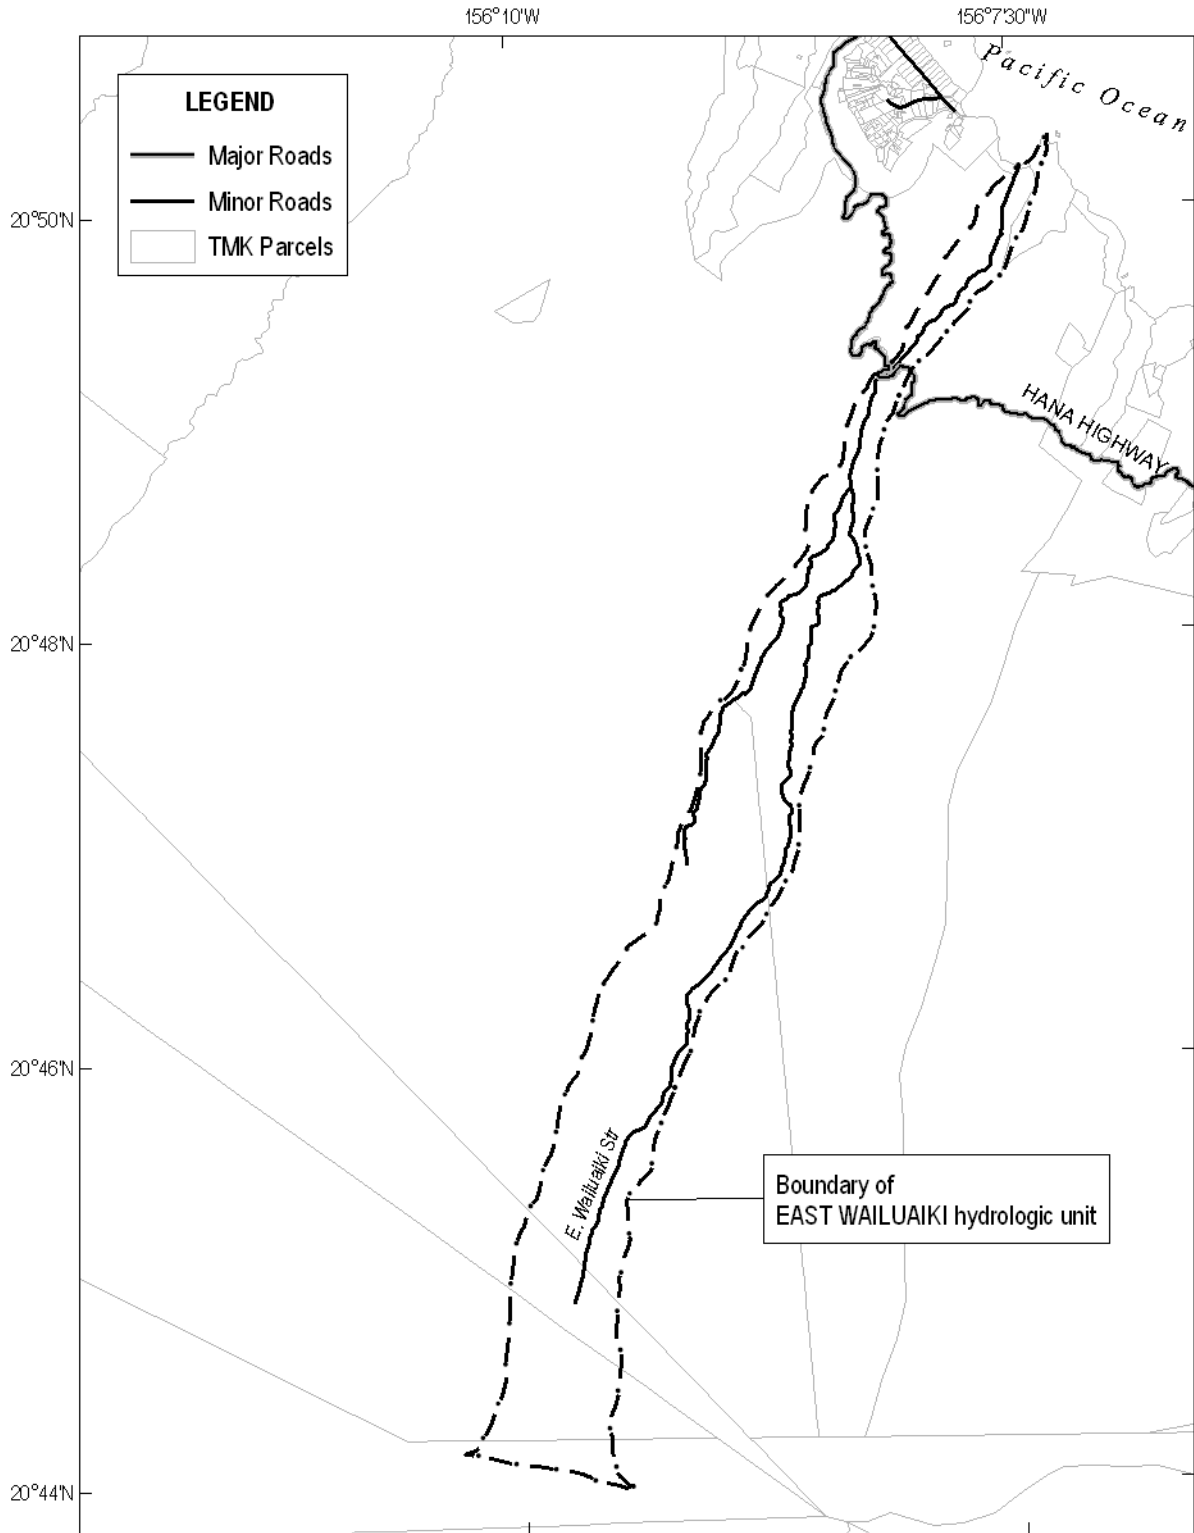 156°10'W
156°7'30"W
Pacific Ocean
LEGEND
Major Roads
Minor Roads
TMK Parcels
20°50'N
HANA HIGHWAY
20°48'N
20°46'N
E. Wailuaiki Str
Boundary of
EAST WAILUAIKI hydrologic unit
20°44'N